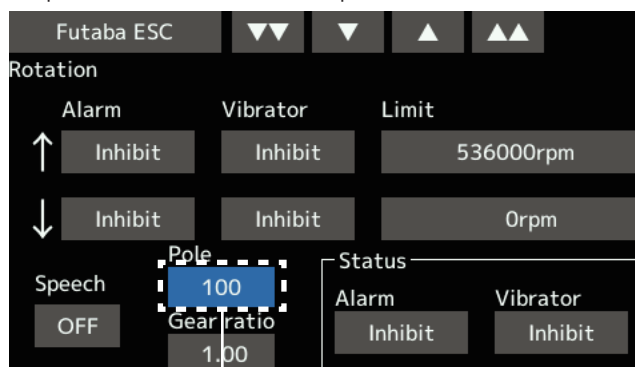 Futaba ESC ▼▼ ▼ ▲ ▲▲
Rotation
Alarm Vibrator Limit
↑ Inhibit Inhibit 536000rpm
↓ Inhibit Inhibit 0rpm
Pole
Status
Speech 100 Alarm Vibrator
OFF Gear ratio Inhibit Inhibit
1.00